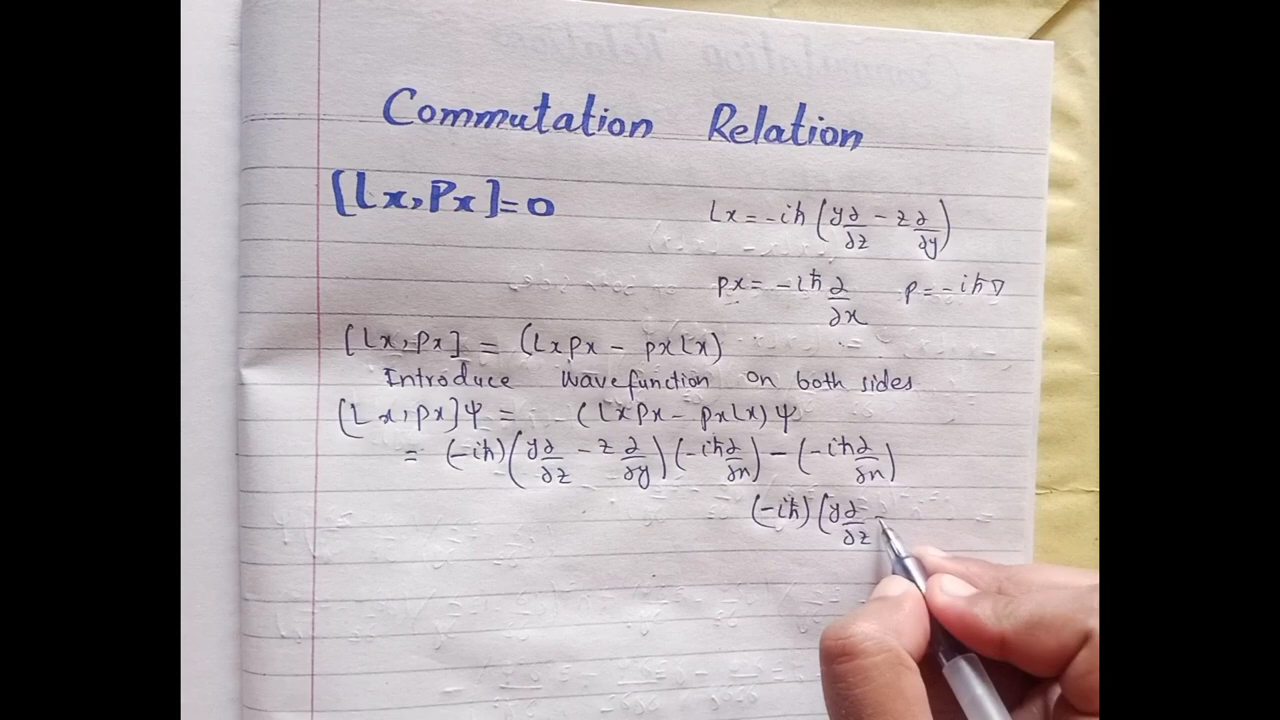 Commutation Relation
[Lx, Px] = 0
Lx = -iħ (y∂/∂z - z∂/∂y)
px = -iħ ∂/∂x    p = -iħ∇
[Lx, px] = (Lxpx - pxLx)
Introduce Wavefunction on both sides
[Lx, px]ψ = (Lxpx - pxLx)ψ
= (-iħ)(y∂/∂z - z∂/∂y)(-iħ∂/∂x) - (-iħ∂/∂x)
(-iħ)(y∂/∂z -